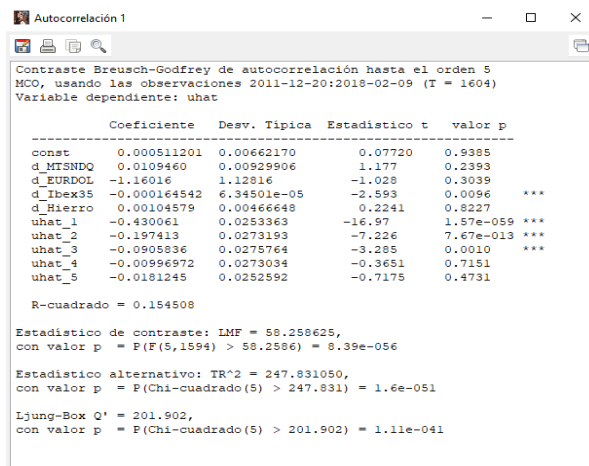 Autocorrelación 1
Contraste Breusch-Godfrey de autocorrelación hasta el orden 5
MCO, usando las observaciones 2011-12-20:2018-02-09 (T = 1604)
Variable dependiente: uhat
Coeficiente Desv. Típica Estadístico t valor p
const 0.000511201 0.00662170 0.07720 0.9385
d_MTSNDQ 0.0109460 0.00929906 1.177 0.2393
d_EURDOL -1.16016 1.12816 -1.028 0.3039
d_Ibex35 -0.000164542 6.34501e-05 -2.593 0.0096 ***
d_Hierro 0.00104579 0.00466648 0.2241 0.8227
uhat_1 -0.430061 0.0253363 -16.97 1.57e-059 ***
uhat_2 -0.197413 0.0273193 -7.226 7.67e-013 ***
uhat_3 -0.0905836 0.0275764 -3.285 0.0010 ***
uhat_4 -0.00996972 0.0273034 -0.3651 0.7151
uhat_5 -0.0181245 0.0252592 -0.7175 0.4731
R-cuadrado = 0.154508
Estadístico de contraste: LMF = 58.258625,
con valor p = P(F(5,1594) > 58.2586) = 8.39e-056
Estadístico alternativo: TR^2 = 247.831050,
con valor p = P(Chi-cuadrado(5) > 247.831) = 1.6e-051
Ljung-Box Q' = 201.902,
con valor p = P(Chi-cuadrado(5) > 201.902) = 1.11e-041